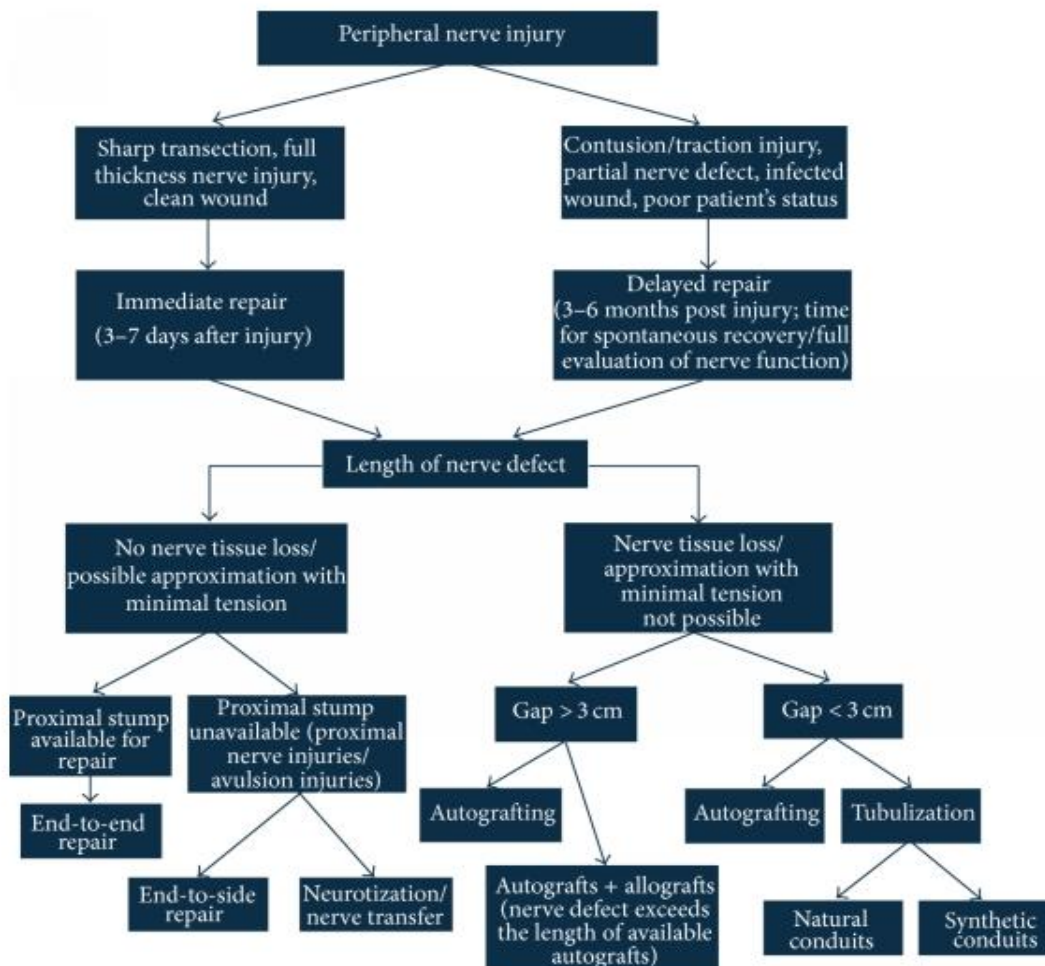 Peripheral nerve injury
Sharp transection, full
thickness nerve injury,
clean wound
Contusion/traction injury,
partial nerve defect, infected
wound, poor patient's status
Immediate repair
(3–7 days after injury)
Delayed repair
(3–6 months post injury; time
for spontaneous recovery/full
evaluation of nerve function)
Length of nerve defect
No nerve tissue loss/
possible approximation with
minimal tension
Nerve tissue loss/
approximation with
minimal tension
not possible
Proximal stump
available for
repair
Proximal stump
unavailable (proximal
nerve injuries/
avulsion injuries)
Gap > 3 cm
Gap < 3 cm
End-to-end
repair
Autografting
Autografting
Tubulization
End-to-side
repair
Neurotization/
nerve transfer
Autografts + allografts
(nerve defect exceeds
the length of available
autografts)
Natural
conduits
Synthetic
conduits